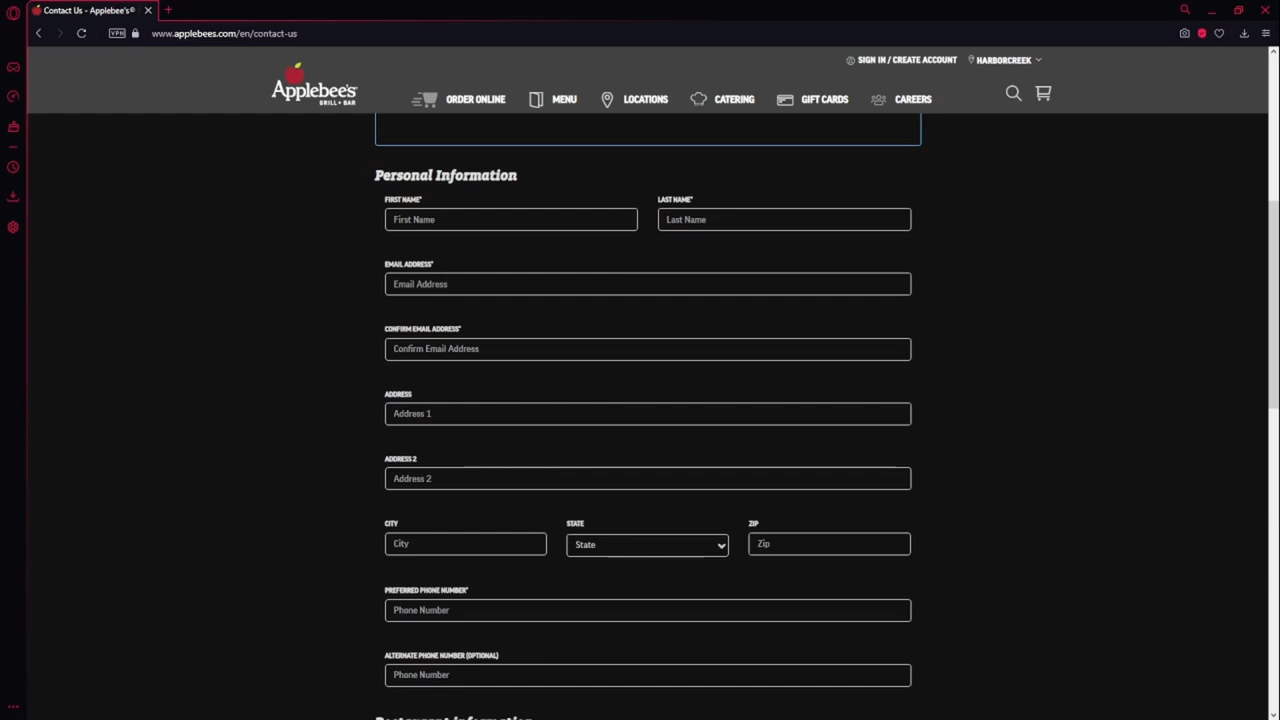 Contact Us - Applebee's®
VPN
www.applebees.com/en/contact-us
SIGN IN / CREATE ACCOUNT
HARBORCREEK
Applebee's
GRILL + BAR
ORDER ONLINE
MENU
LOCATIONS
CATERING
GIFT CARDS
CAREERS
Personal Information
FIRST NAME*
LAST NAME*
First Name
Last Name
EMAIL ADDRESS*
Email Address
CONFIRM EMAIL ADDRESS*
Confirm Email Address
ADDRESS
Address 1
ADDRESS 2
Address 2
CITY
STATE
ZIP
City
State
Zip
PREFERRED PHONE NUMBER*
Phone Number
ALTERNATE PHONE NUMBER (OPTIONAL)
Phone Number
Restaurant information